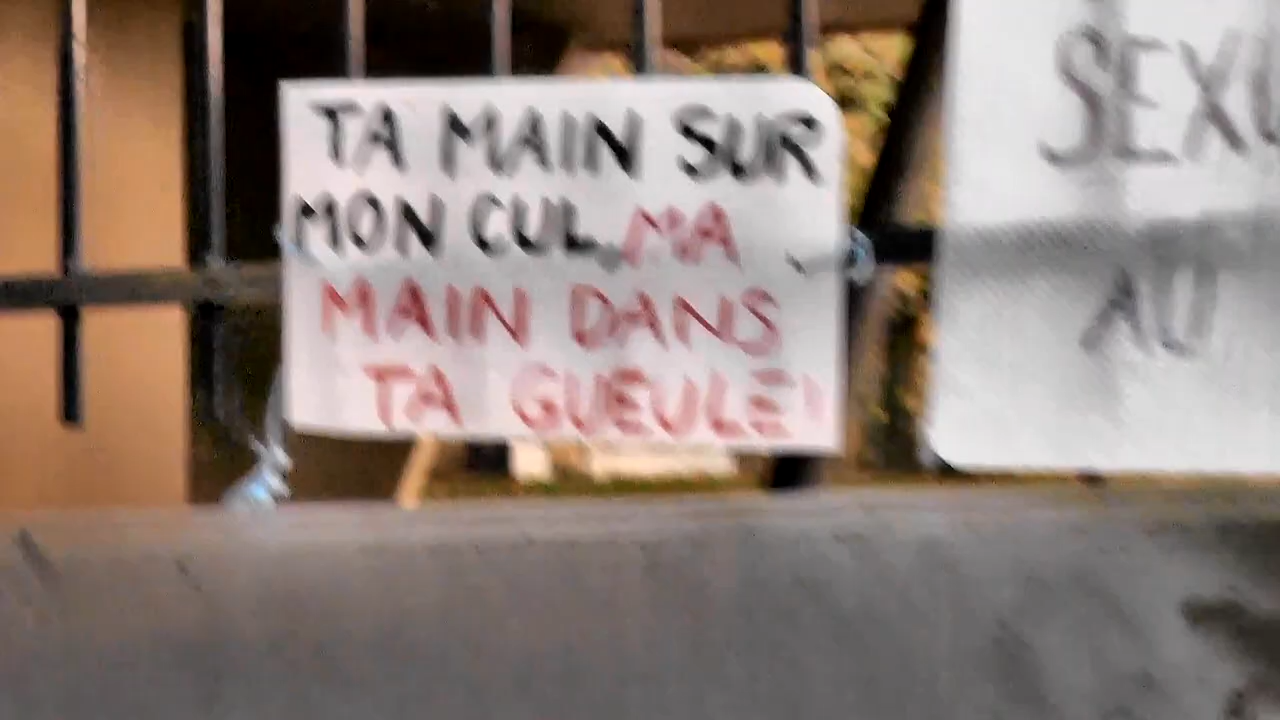 TA MAIN SUR
MON CUL, MA
MAIN DANS
TA GUEULE!
SEXU
AU